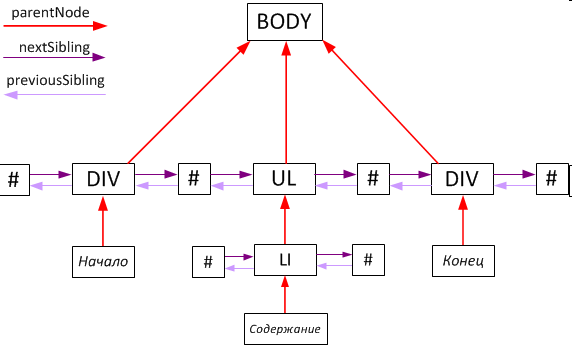 parentNode
BODY
nextSibling
previousSibling
# DIV # UL # DIV #
Начало # LI # Конец
Содержание